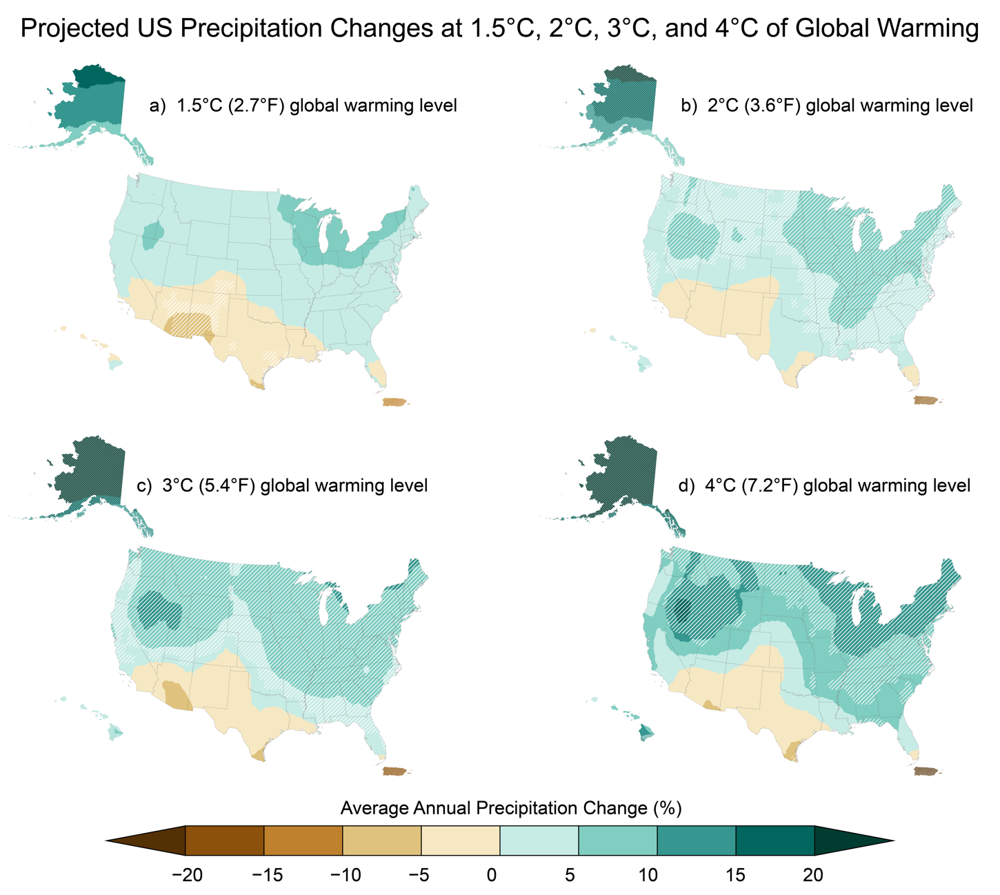 Projected US Precipitation Changes at 1.5°C, 2°C, 3°C, and 4°C of Global Warming
a) 1.5°C (2.7°F) global warming level
b) 2°C (3.6°F) global warming level
c) 3°C (5.4°F) global warming level
d) 4°C (7.2°F) global warming level
Average Annual Precipitation Change (%)
−20 −15 −10 −5 0 5 10 15 20